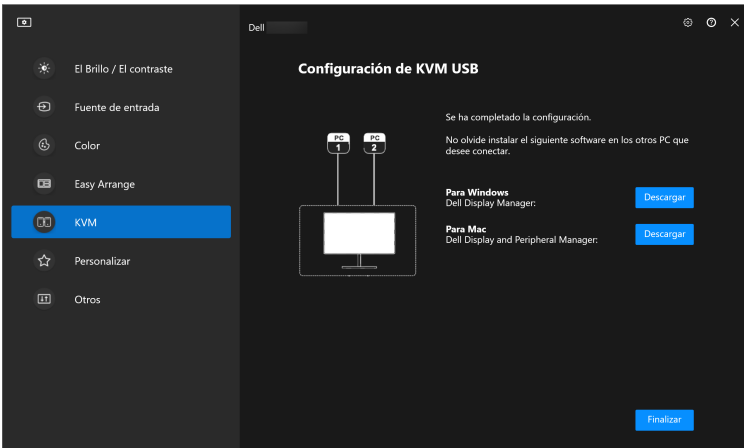 Dell
El Brillo / El contraste
Fuente de entrada
Color
Easy Arrange
KVM
Personalizar
Otros
Configuración de KVM USB
PC
1
PC
2
Se ha completado la configuración.
No olvide instalar el siguiente software en los otros PC que
desee conectar.
Para Windows
Dell Display Manager:
Descargar
Para Mac
Dell Display and Peripheral Manager:
Descargar
Finalizar